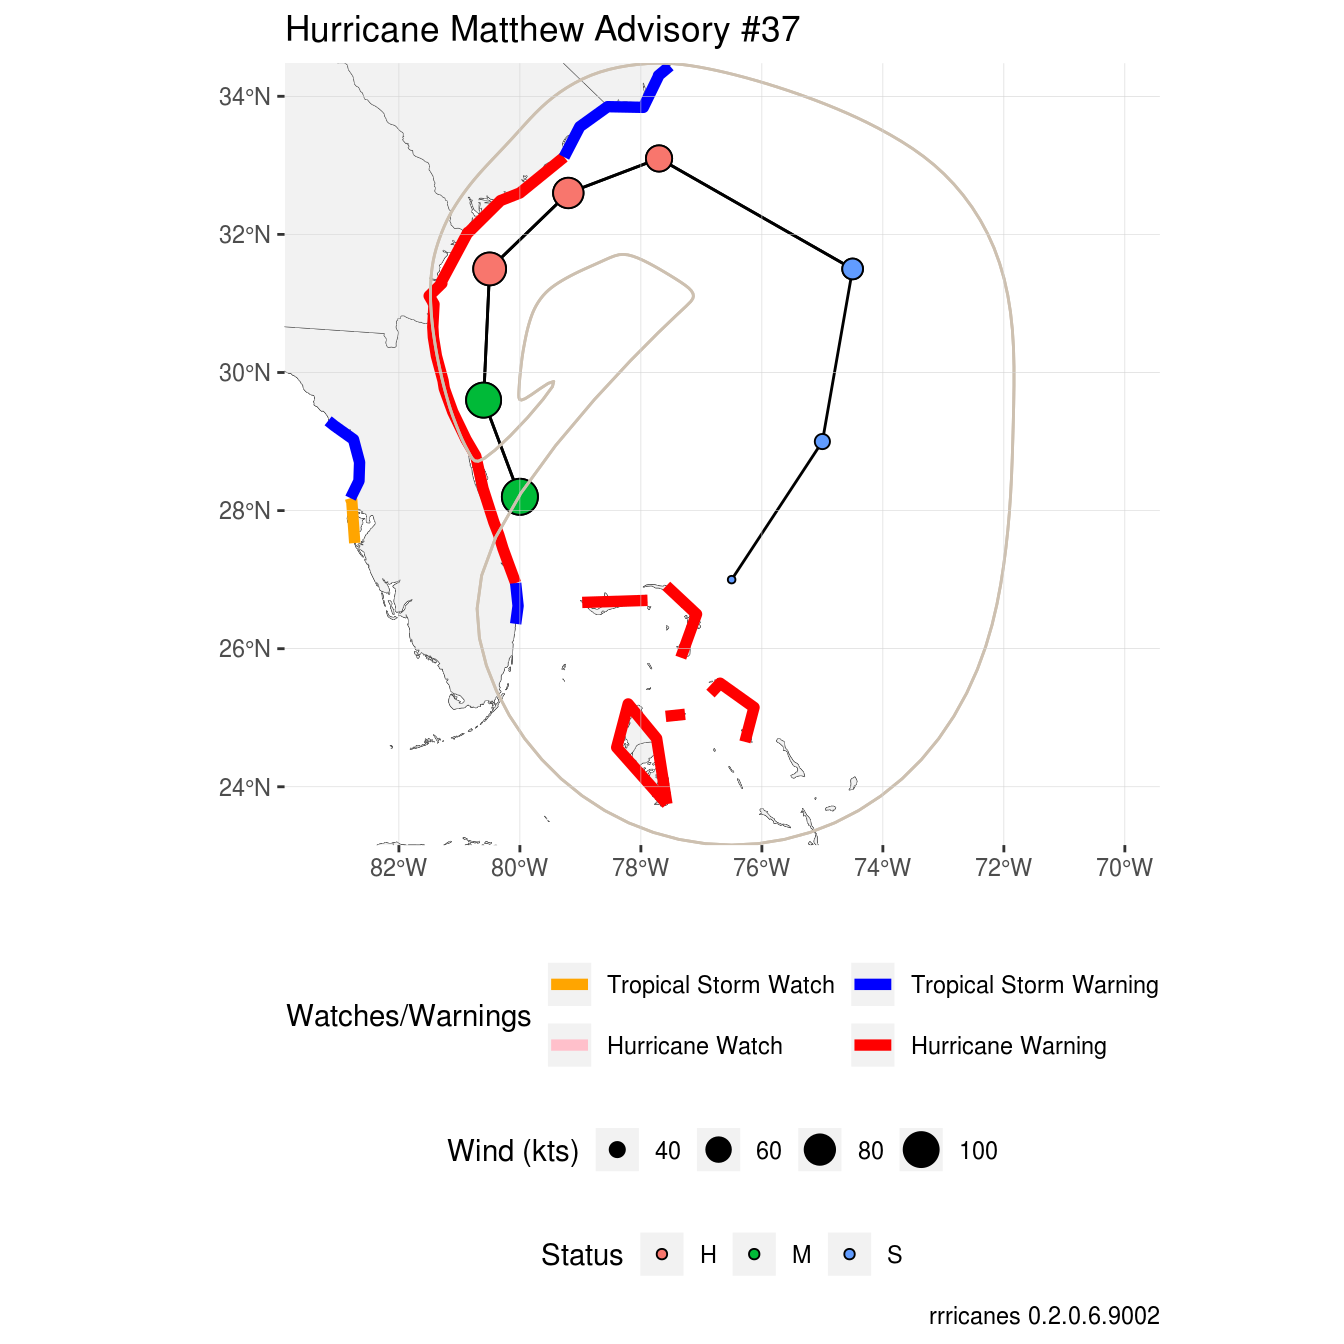 Hurricane Matthew Advisory #37
34°N
32°N
30°N
28°N
26°N
24°N
82°W 80°W 78°W 76°W 74°W 72°W 70°W
Watches/Warnings
Tropical Storm Watch Tropical Storm Warning
Hurricane Watch Hurricane Warning
Wind (kts) 40 60 80 100
Status H M S
rrricanes 0.2.0.6.9002